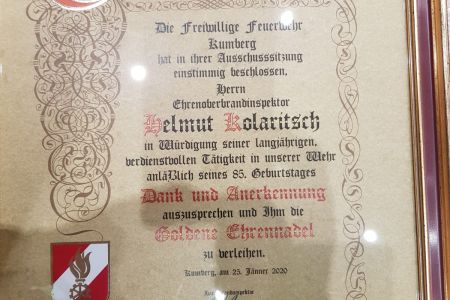 Die Freiwillige Feuerwehr
Kumberg
hat in ihrer Ausschusssitzung
einstimmig beschlossen,
Herrn
Ehrenoberbrandinspektor
Helmut Kolaritsch
in Würdigung seiner langjährigen,
verdienstvollen Tätigkeit in unserer Wehr
anläßlich seines 85. Geburtstages
Dank und Anerkennung
auszusprechen und Ihm die
Goldene Ehrennadel
zu verleihen.
Kumberg, am 25. Jänner 2020